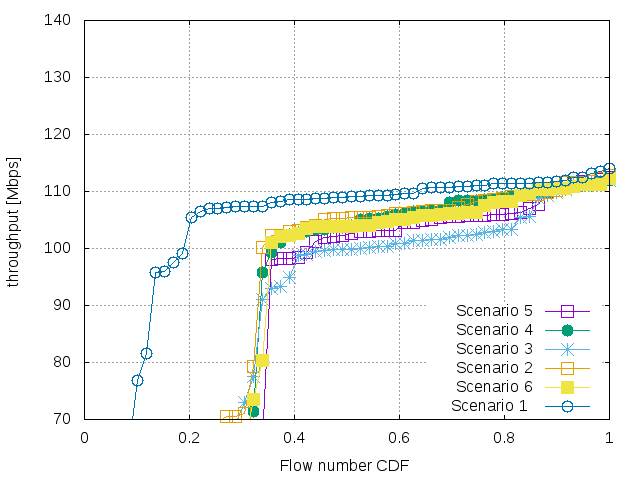 140
130
120
110
100
90
80
70
throughput [Mbps]
Scenario 5
Scenario 4
Scenario 3
Scenario 2
Scenario 6
Scenario 1
0 0.2 0.4 0.6 0.8 1
Flow number CDF